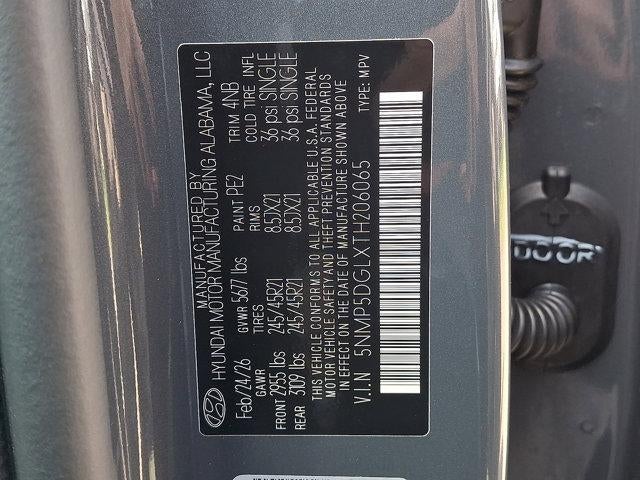 MANUFACTURED BY
HYUNDAI MOTOR MANUFACTURING ALABAMA, LLC
Feb/24/26 GVWR 5677 lbs PAINT PE2 TRIM 4NB
GAWR TIRES RIMS COLD TIRE INFL
FRONT 2955 lbs 245/45R21 8.5JX21 36 psi SINGLE
REAR 3109 lbs 245/45R21 8.5JX21 36 psi SINGLE
THIS VEHICLE CONFORMS TO ALL APPLICABLE U.S.A. FEDERAL
MOTOR VEHICLE SAFETY AND THEFT PREVENTION STANDARDS
IN EFFECT ON THE DATE OF MANUFACTURE SHOWN ABOVE
V.I.N 5NMP5DGLXTH206065 TYPE: MPV
DOOR